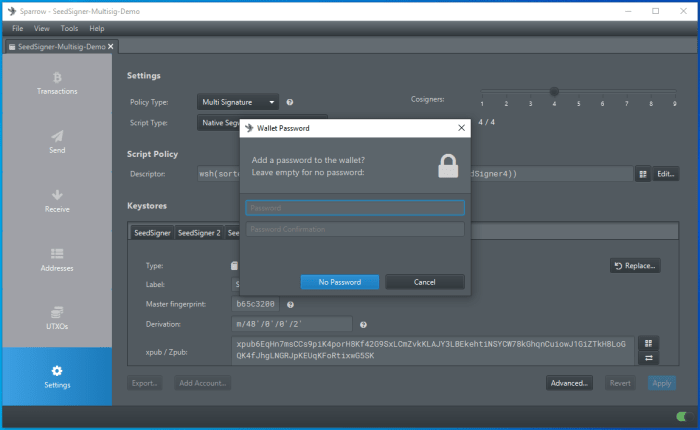 Sparrow - SeedSigner-Multisig-Demo
File View Tools Help
SeedSigner-Multisig-Demo
Transactions
Send
Receive
Addresses
UTXOs
Settings
Settings
Policy Type: Multi Signature
Cosigners:
1 2 3 4 5 6 7 8 9
Script Type: Native Segw
4 / 4
Script Policy
Descriptor: wsh(sort
dSigner4))
Edit...
Keystores
SeedSigner SeedSigner 2 See
Type:
Replace...
Label: S
Master fingerprint: b65c3200
Derivation: m/48'/0'/0'/2'
xpub / Zpub: xpub6EqHn7msCCs9piK4porH8Kf42G9SxLCmZvkKLAJY3LBEkehtiNSYCW78kGhqnCuiowJ1GiZTkH8LoG
QK4fJhgLNGRJpKEUqKFoRtixwG5SK
Export... Add Account... Advanced... Revert Apply
Wallet Password
Add a password to the wallet?
Leave empty for no password:
Password
Password Confirmation
No Password Cancel